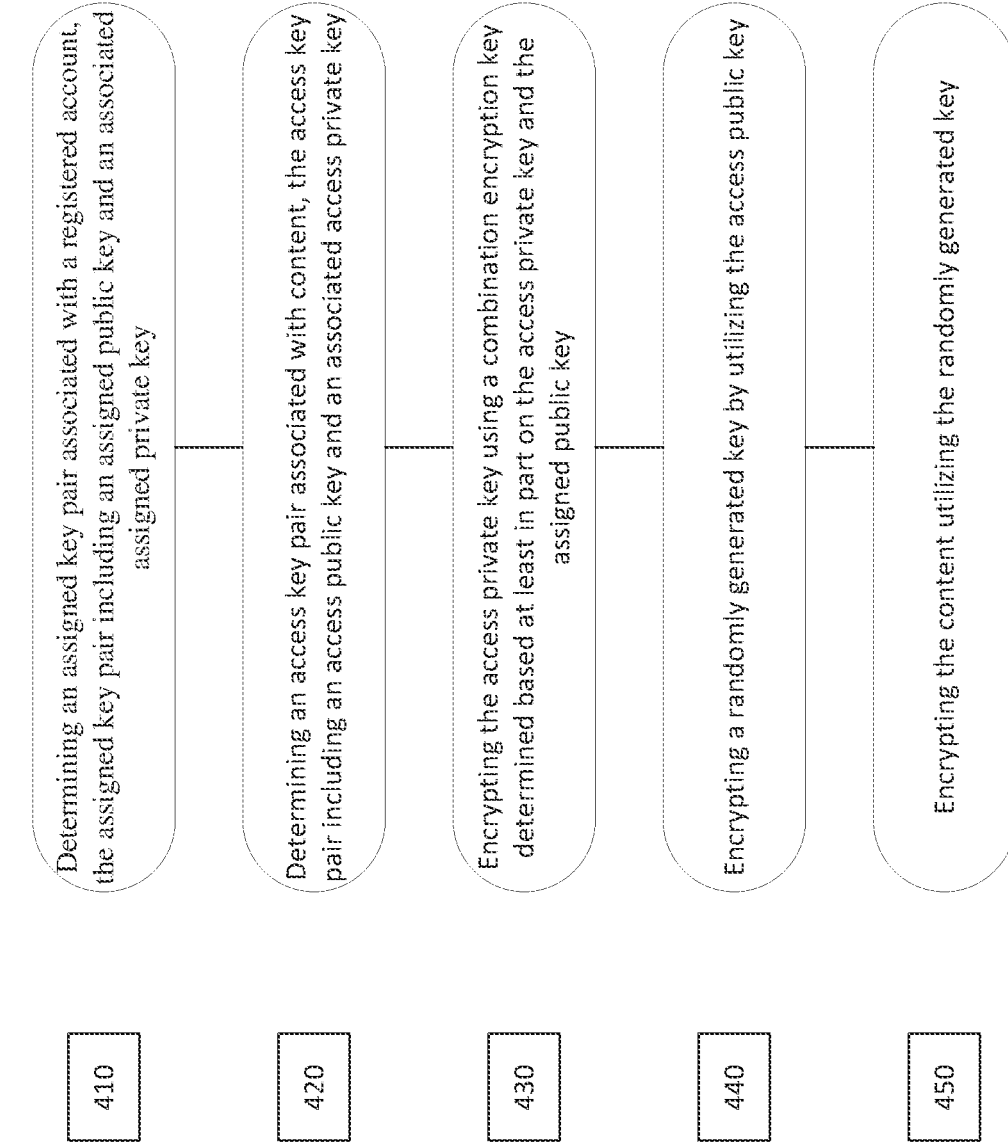 410
Determining an assigned key pair associated with a registered account,
the assigned key pair including an assigned public key and an associated
assigned private key
420
Determining an access key pair associated with content, the access key
pair including an access public key and an associated access private key
430
Encrypting the access private key using a combination encryption key
determined based at least in part on the access private key and the
assigned public key
440
Encrypting a randomly generated key by utilizing the access public key
450
Encrypting the content utilizing the randomly generated key